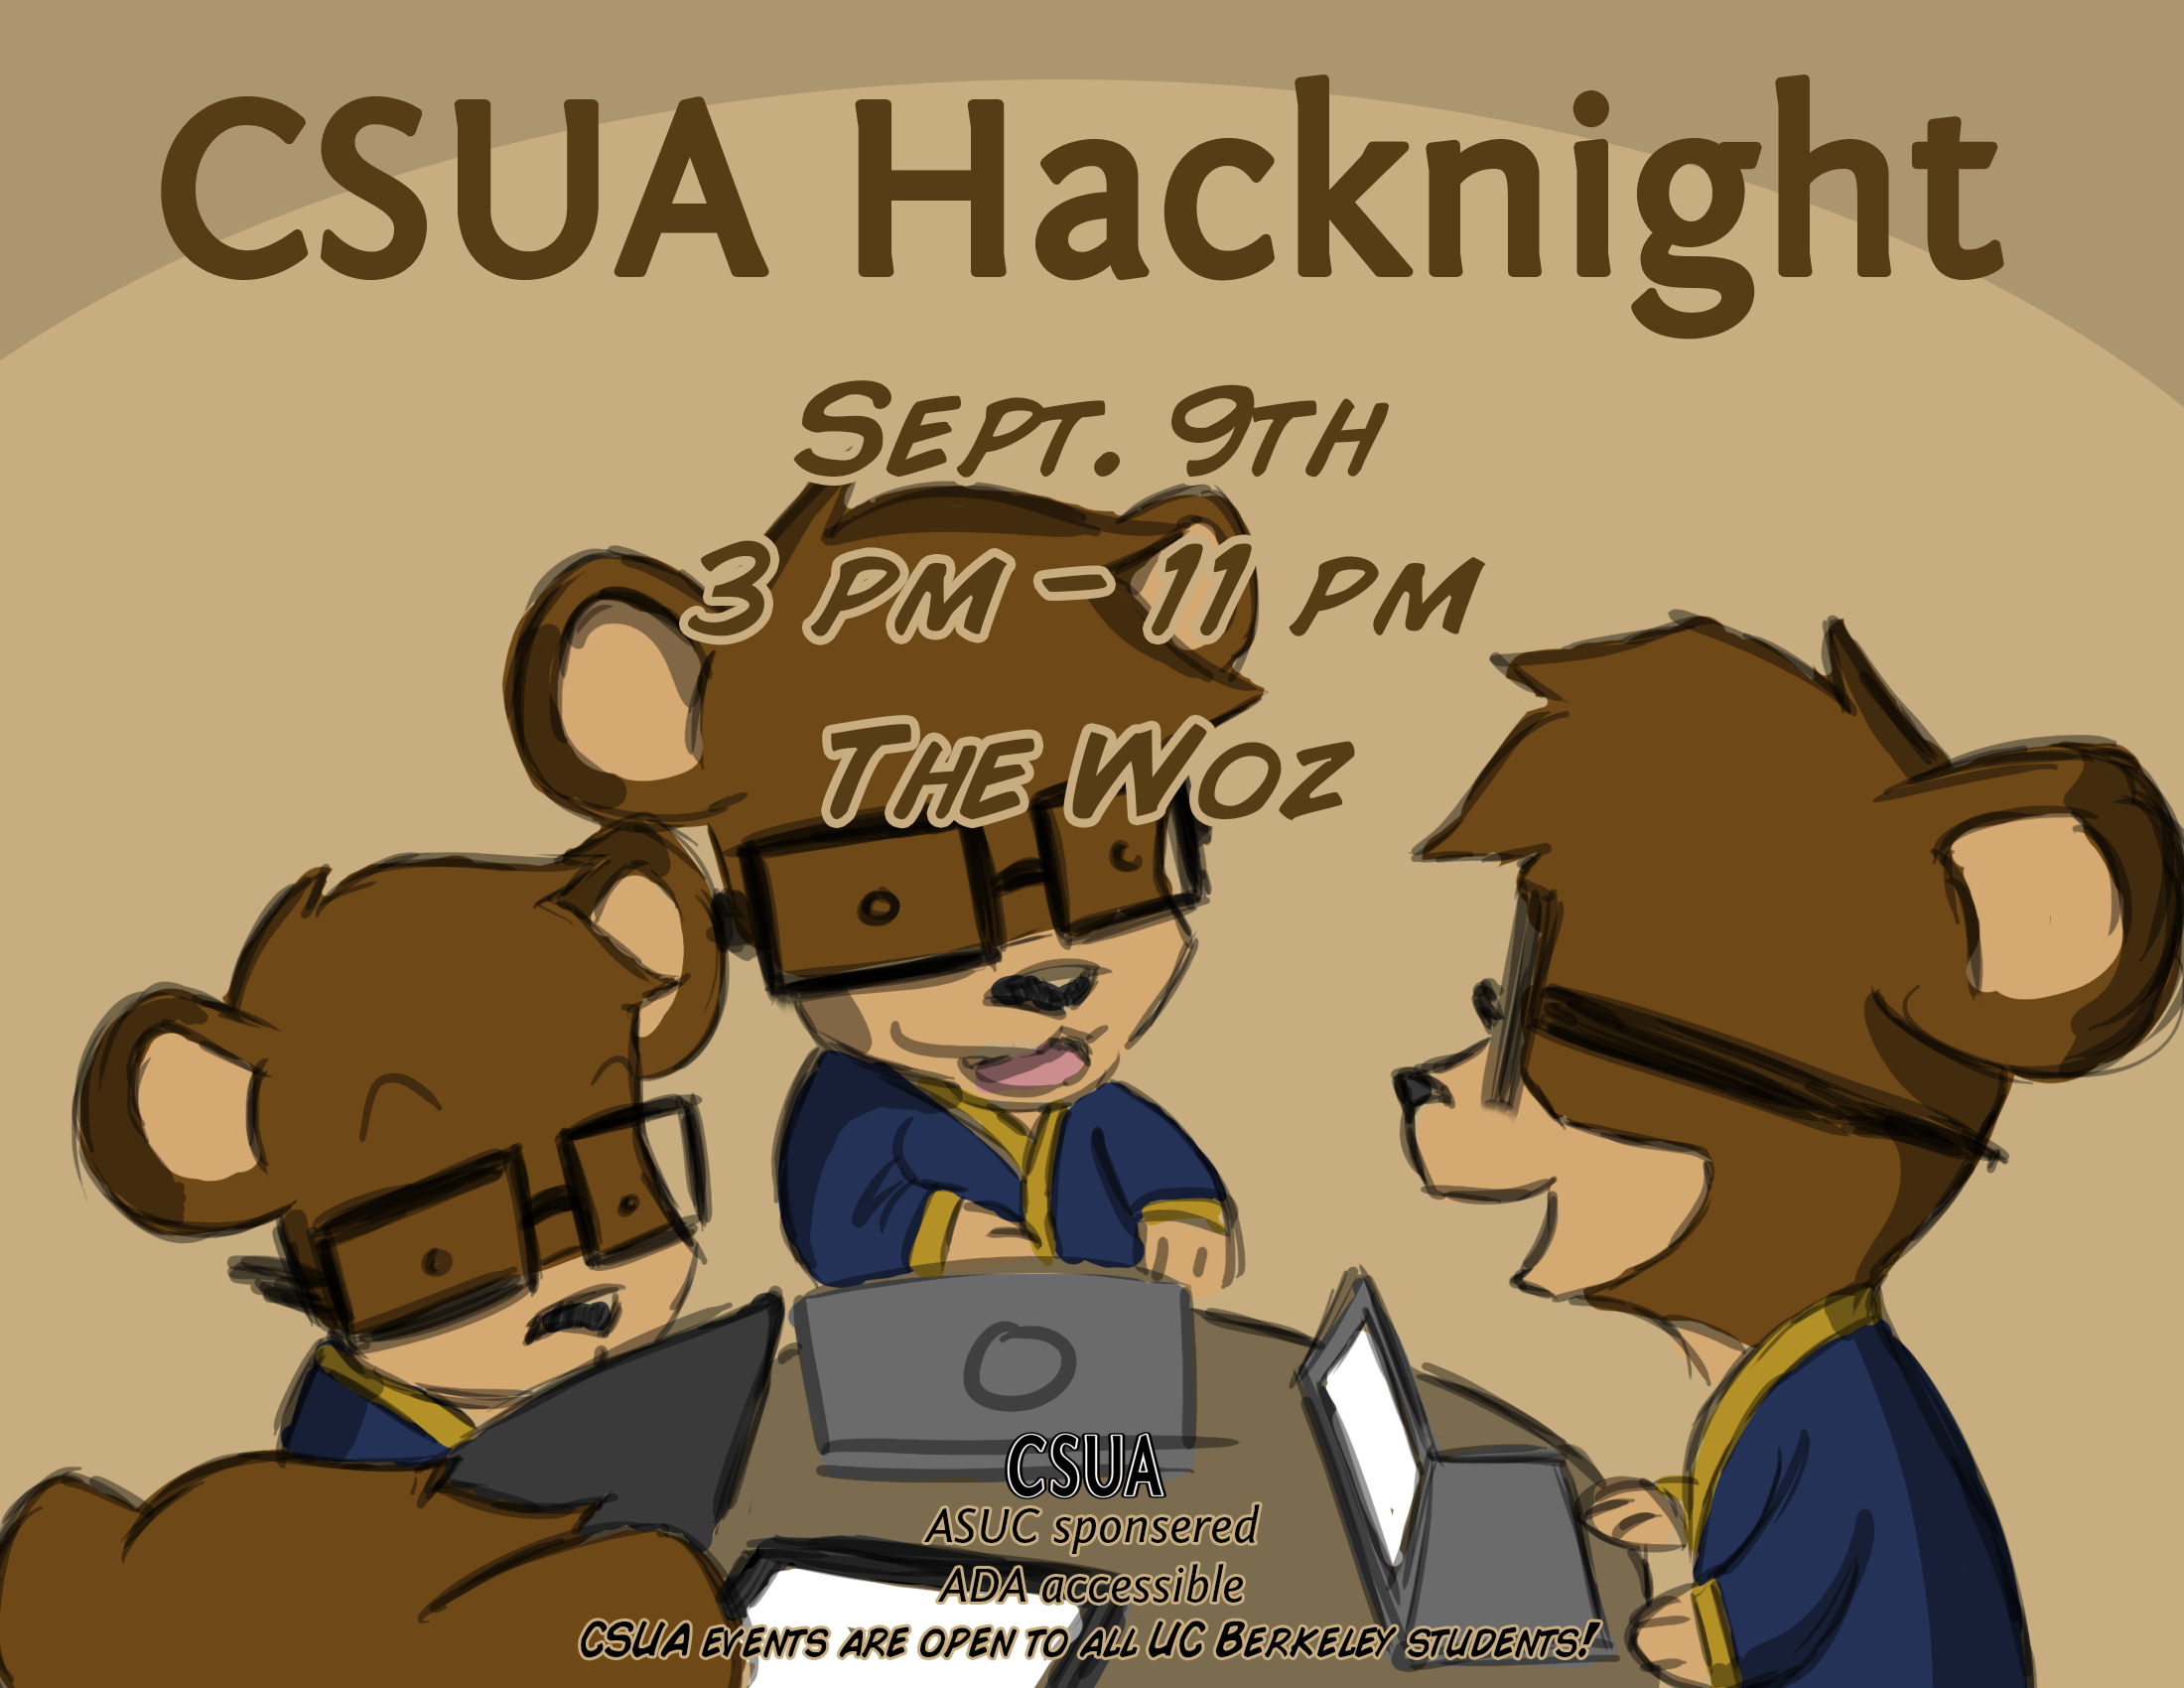 CSUA Hacknight
Sept. 9th
3 pm - 11 pm
The Woz
CSUA
ASUC sponsered
ADA accessible
CSUA events are open to all UC Berkeley students!